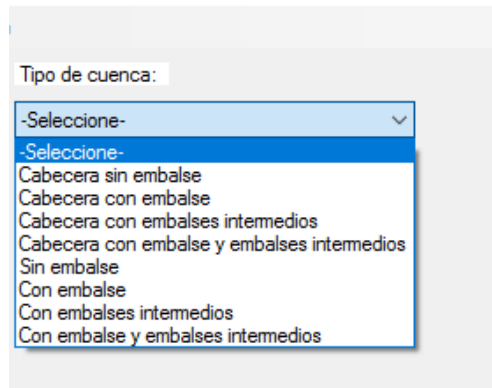 Tipo de cuenca:
-Seleccione-
-Seleccione-
Cabecera sin embalse
Cabecera con embalse
Cabecera con embalses intermedios
Cabecera con embalse y embalses intermedios
Sin embalse
Con embalse
Con embalses intermedios
Con embalse y embalses intermedios